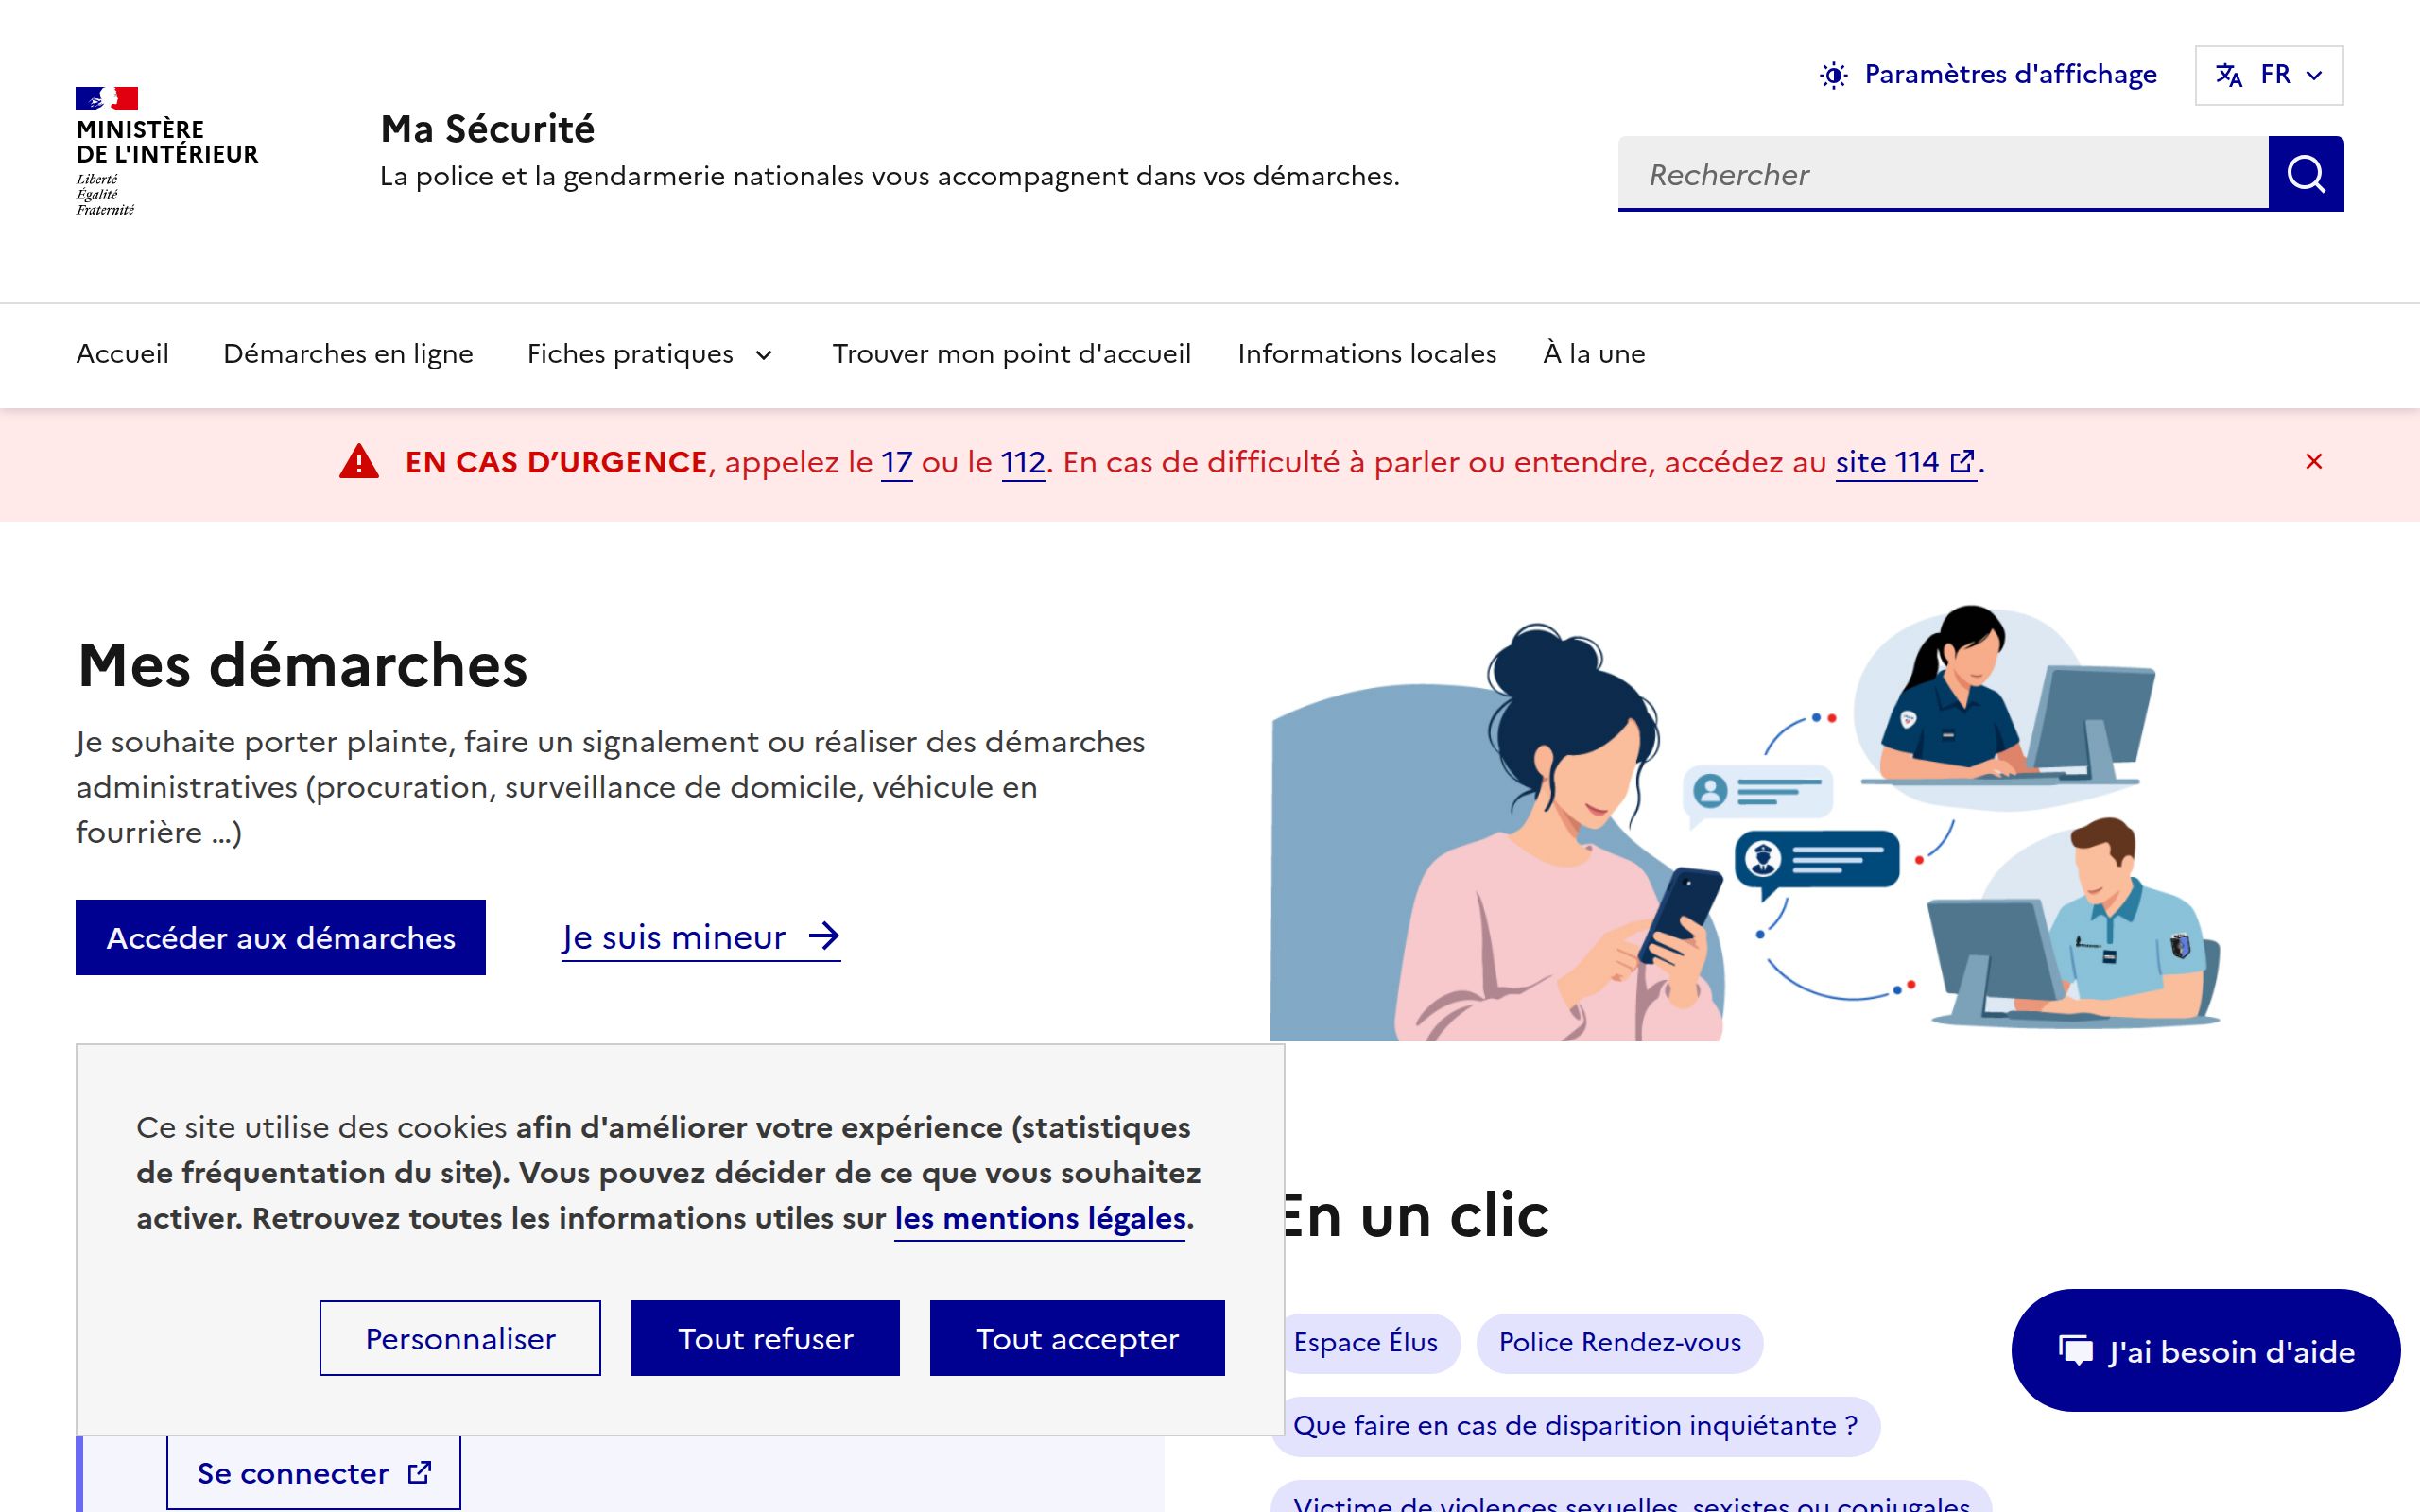 MINISTÈRE
DE L'INTÉRIEUR
Liberté
Égalité
Fraternité
Ma Sécurité
La police et la gendarmerie nationales vous accompagnent dans vos démarches.
Paramètres d'affichage
FR
Rechercher
Accueil Démarches en ligne Fiches pratiques Trouver mon point d'accueil Informations locales À la une
EN CAS D’URGENCE, appelez le 17 ou le 112. En cas de difficulté à parler ou entendre, accédez au site 114.
Mes démarches
Je souhaite porter plainte, faire un signalement ou réaliser des démarches
administratives (procuration, surveillance de domicile, véhicule en
fourrière ...)
Accéder aux démarches
Je suis mineur
Ce site utilise des cookies afin d'améliorer votre expérience (statistiques
de fréquentation du site). Vous pouvez décider de ce que vous souhaitez
activer. Retrouvez toutes les informations utiles sur les mentions légales.
Personnaliser Tout refuser Tout accepter
Se connecter
En un clic
Espace Élus Police Rendez-vous
Que faire en cas de disparition inquiétante ?
Victime de violences sexuelles, sexistes ou conjugales
J'ai besoin d'aide